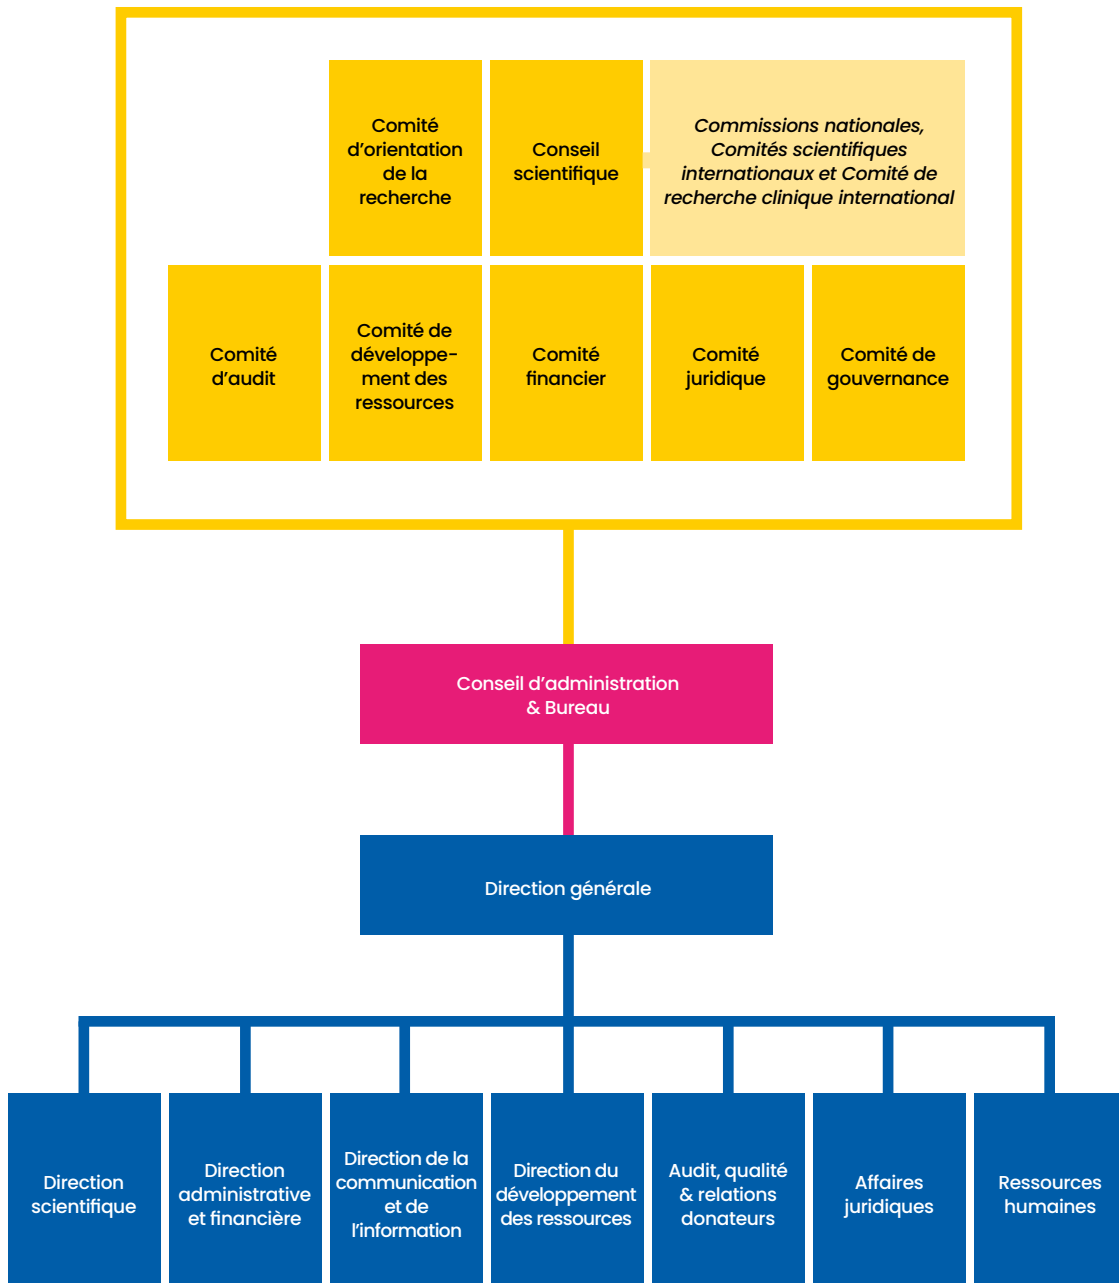 Comité
d’orientation
de la
recherche
Conseil
scientifique
Commissions nationales,
Comités scientifiques
internationaux et Comité de
recherche clinique international
Comité
d’audit
Comité de
développe-
ment des
ressources
Comité
financier
Comité
juridique
Comité de
gouvernance
Conseil d’administration
& Bureau
Direction générale
Direction
scientifique
Direction
administrative
et financière
Direction de la
communication
et de
l’information
Direction du
développement
des ressources
Audit, qualité
& relations
donateurs
Affaires
juridiques
Ressources
humaines